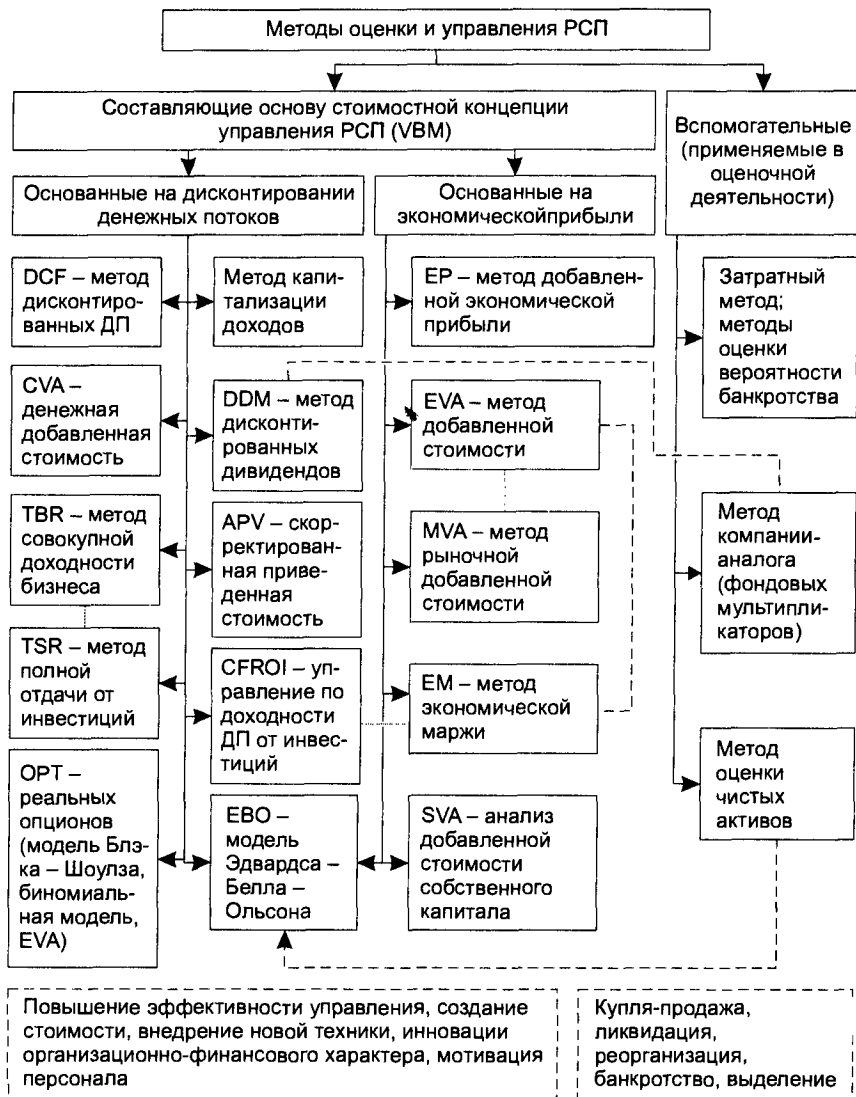 Методы оценки и управления РСП
Составляющие основу стоимостной концепции
управления РСП (VBM)
Вспомогательные
(применяемые в
оценочной
деятельности)
Основанные на дисконтировании
денежных потоков
Основанные на
экономическойприбыли
DCF – метод
дисконтиро-
ванных ДП
Метод капи-
тализации
доходов
EP – метод добавлен-
ной экономической
прибыли
Затратный
метод;
методы
оценки
вероятности
банкротства
CVA –
денежная
добавленная
стоимость
DDM – метод
дисконти-
рованных
дивидендов
EVA – метод
добавленной
стоимости
TBR – метод
совокупной
доходности
бизнеса
APV – скор-
ректирован-
ная приве-
денная
стоимость
MVA – метод
рыночной
добавленной
стоимости
Метод
компании-
аналога
(фондовых
мультипли-
каторов)
TSR – метод
полной
отдачи от
инвестиций
CFROI – уп-
равление по
доходности
ДП от инвес-
тиций
EM – метод
экономической
маржи
Метод
оценки
чистых
активов
OPT –
реальных
опционов
(модель Блэ-
ка – Шоулза,
биномиаль-
ная модель,
EVA)
EBO –
модель
Эдвардса –
Белла –
Ольсона
SVA – анализ
добавленной
стоимости
собственного
капитала
Повышение эффективности управления, создание
стоимости, внедрение новой техники, инновации
организационно-финансового характера, мотивация
персонала
Купля-продажа,
ликвидация,
реорганизация,
банкротство, выделение